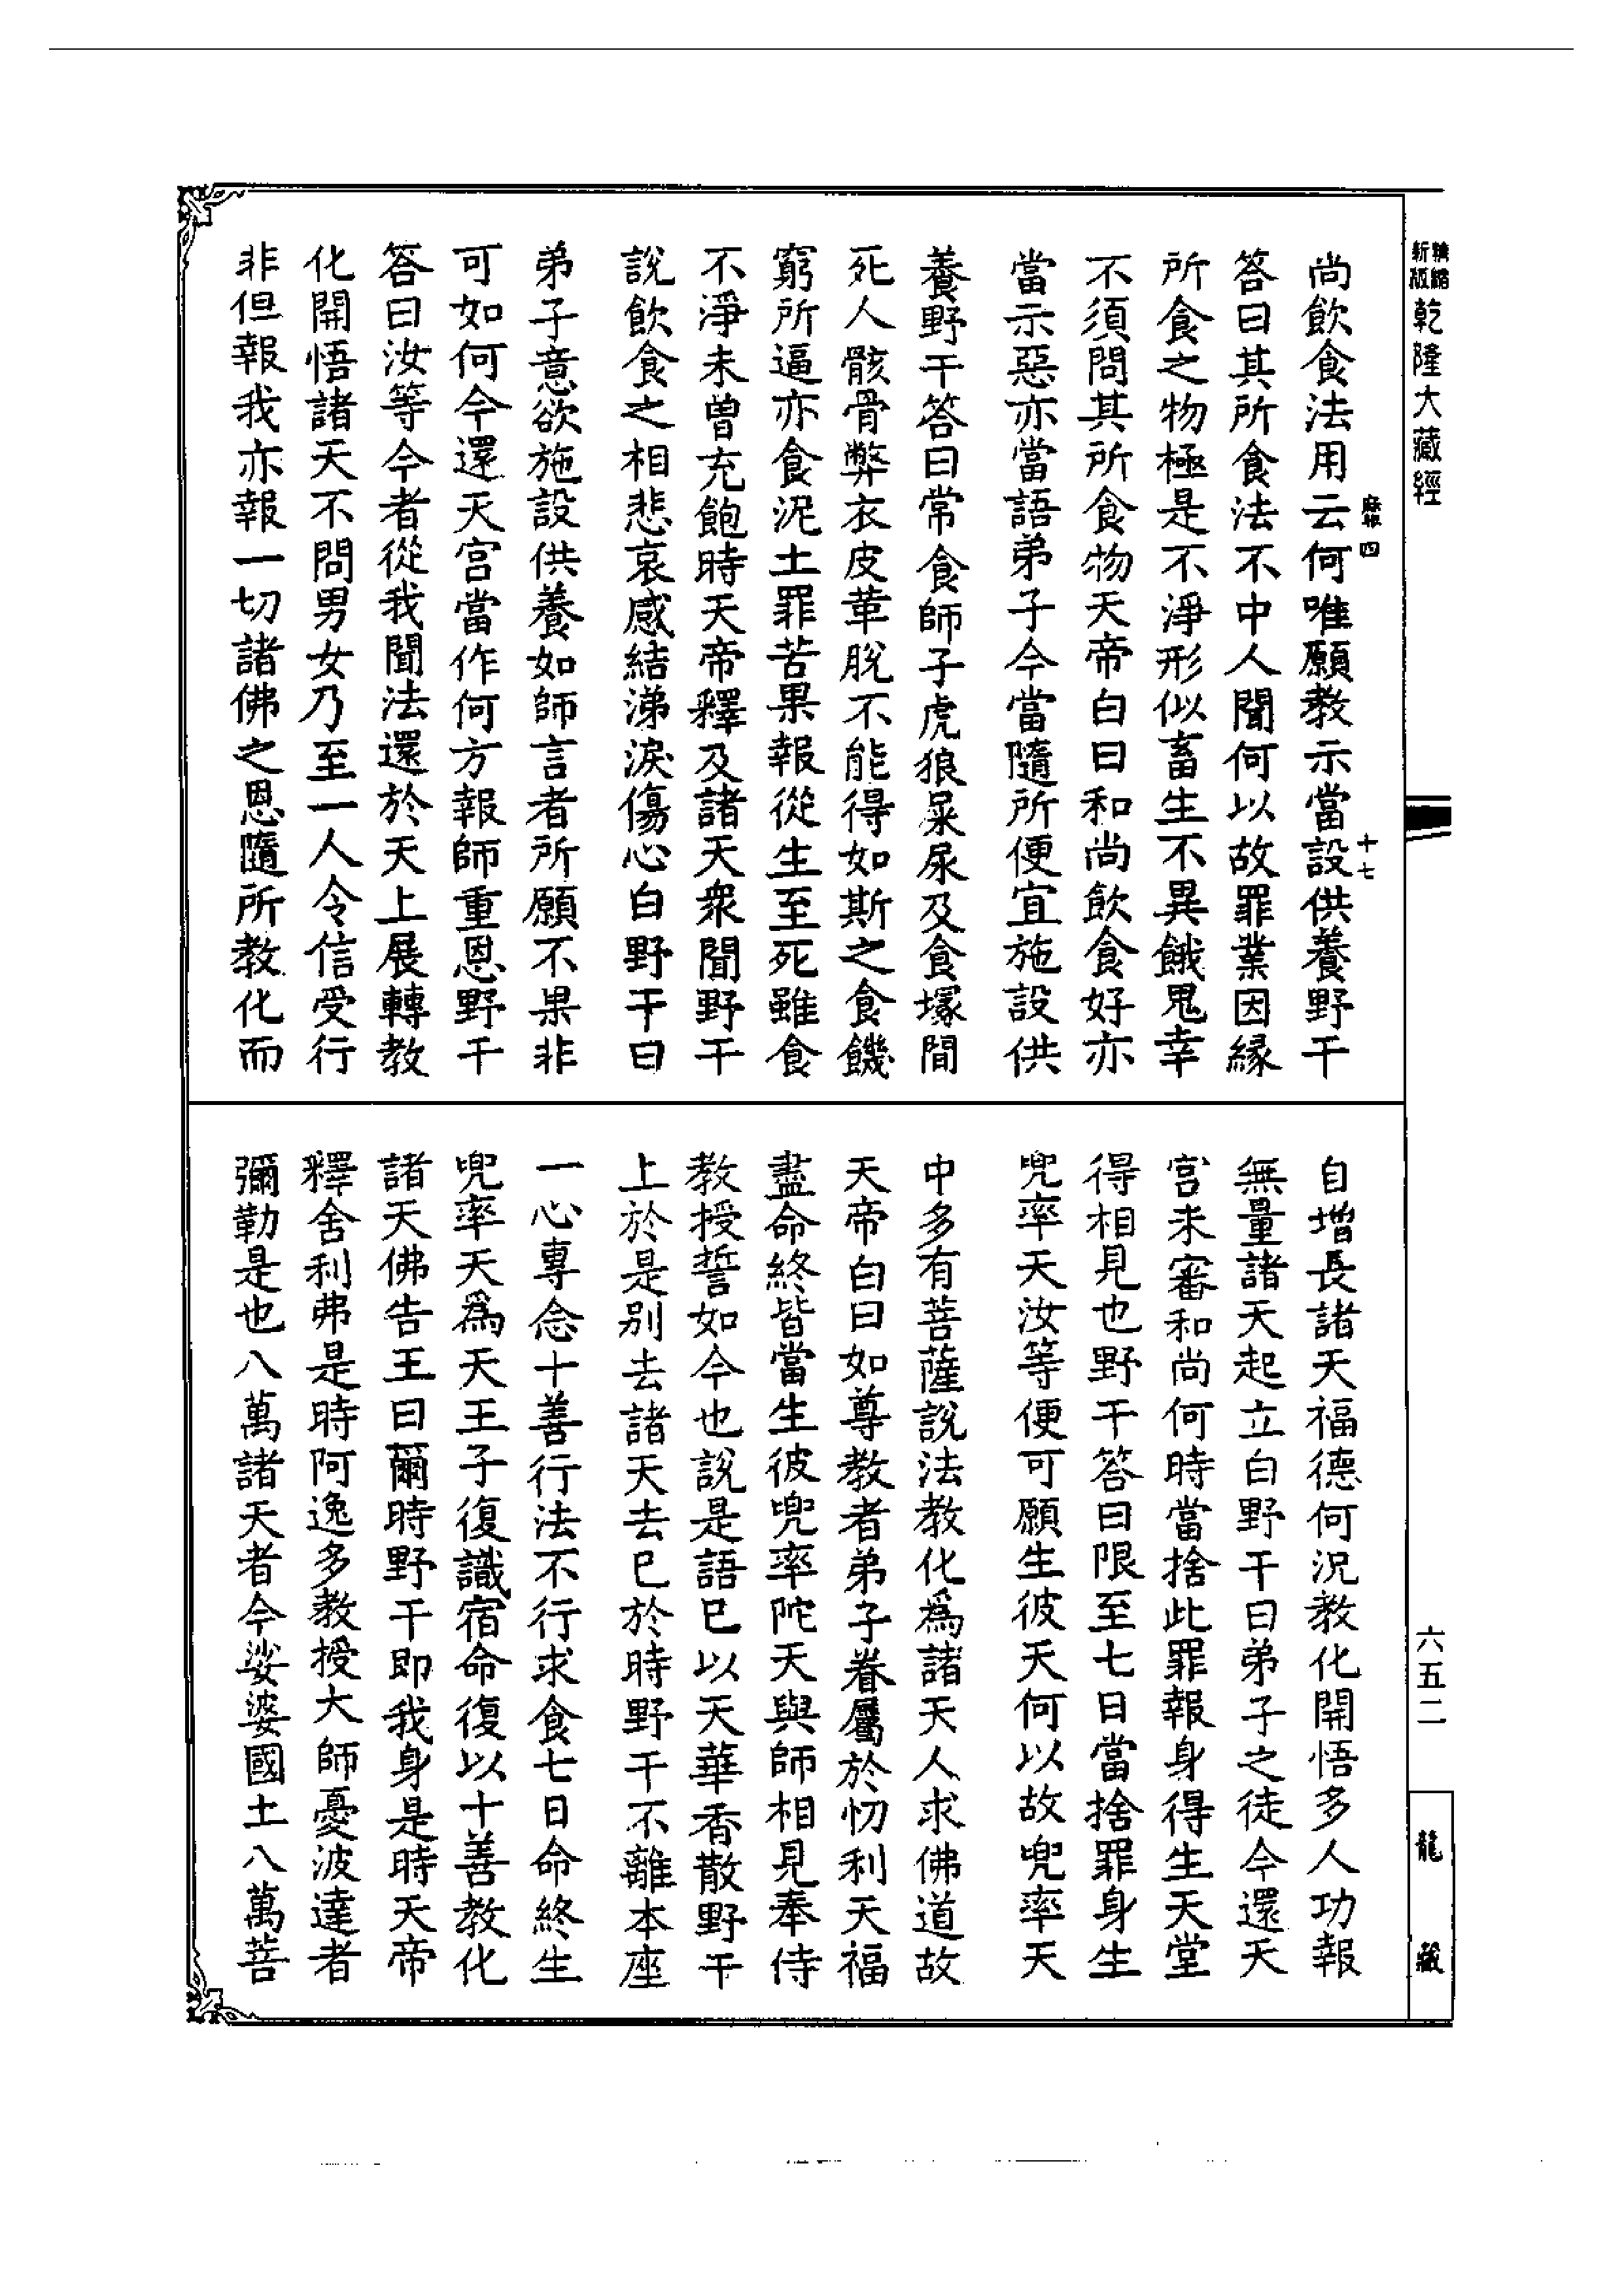 新版精縮乾隆大藏經
四
十七
尚飲食法用云何唯願教示當設供養野干
答曰其所食法不中人聞何以故罪業因緣
所食之物極是不淨形似畜生不異餓鬼幸
不須問其所食物天帝白曰和尚飲食好亦
當示惡亦當語弟子今當隨所便宜施設供
養野干答曰常食師子虎狼屎尿及食塚間
死人骸骨弊衣皮革脫不能得如斯之食饑
窮所逼亦食泥土罪苦果報從生至死雖食
不淨未曾充飽時天帝釋及諸天衆聞野干
說飲食之相悲哀感結涕淚傷心白野干曰
弟子意欲施設供養如師言者所願不果非
可如何今還天宮當作何方報師重恩野干
答曰汝等今者從我聞法還於天上展轉教
化開悟諸天不問男女乃至一人令信受行
非但報我亦報一切諸佛之恩隨所教化而
自增長諸天福德何況教化開悟多人功報
無量諸天起立白野干曰弟子之徒今還天
宮未審和尚何時當捨此罪報身得生天堂
得相見也野干答曰限至七日當捨罪身生
兜率天汝等便可願生彼天何以故兜率天
中多有菩薩說法教化爲諸天人求佛道故
天帝白曰如尊教者弟子眷屬於忉利天福
盡命終皆當生彼兜率陀天與師相見奉侍
教授誓如今也說是語已以天華香散野干
上於是別去諸天去已於時野干不離本座
一心專念十善行法不行求食七日命終生
兜率天爲天王子復識宿命復以十善教化
諸天佛告王曰爾時野干即我身是時天帝
釋舍利弗是時阿逸多教授大師憂波達者
彌勒是也八萬諸天者今娑婆國土八萬菩
六五二
龍藏